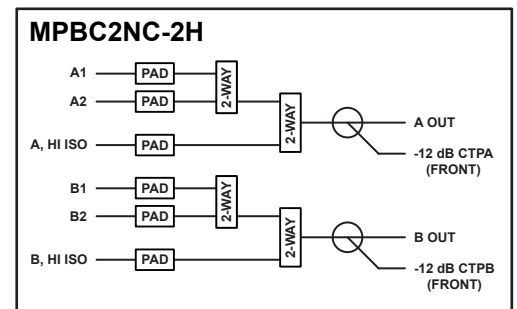 MPBC2NC-2H
A1 PAD
2-WAY
A2 PAD
2-WAY
A OUT
A, HI ISO PAD
-12 dB CTPA
(FRONT)
B1 PAD
2-WAY
B2 PAD
2-WAY
B OUT
B, HI ISO PAD
-12 dB CTPB
(FRONT)